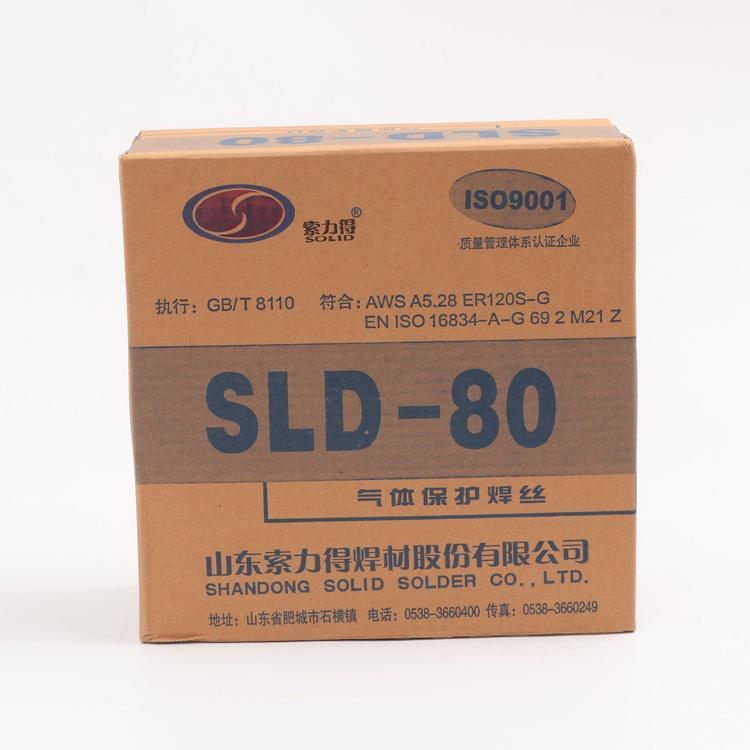 索力得®
SOLID
ISO9001
质量管理体系认证企业
执行：GB/T 8110 符合：AWS A5.28 ER120S-G
EN ISO 16834-A-G 69 2 M21 Z
SLD-80
气体保护焊丝
山东索力得焊材股份有限公司
SHANDONG SOLID SOLDER CO.,LTD.
地址：山东省肥城市石横镇 电话：0538-3660400 传真：0538-3660249